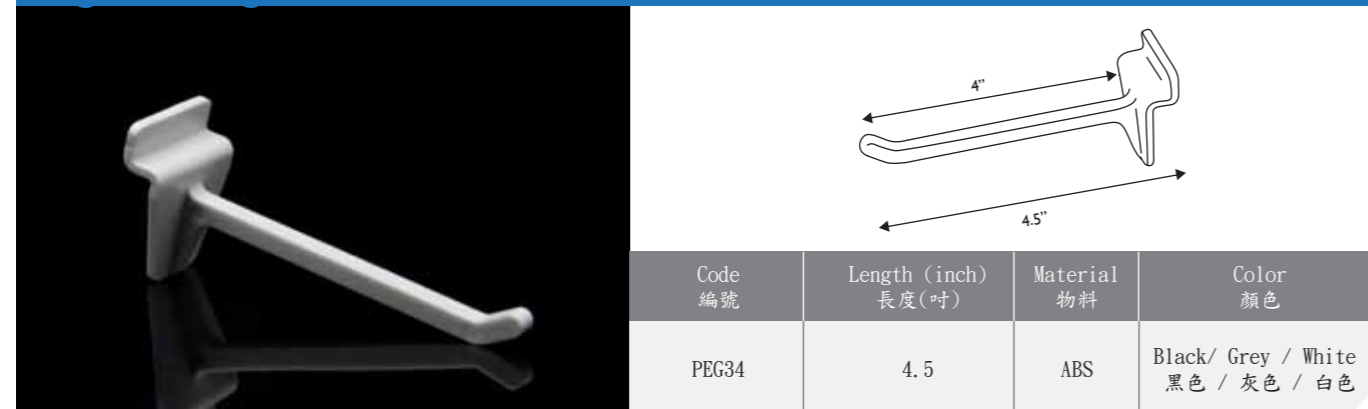 4”
4.5”
Code
編號
Length (inch)
長度(吋)
Material
物料
Color
顏色
PEG34
4.5
ABS
Black/ Grey / White
黑色 / 灰色 / 白色